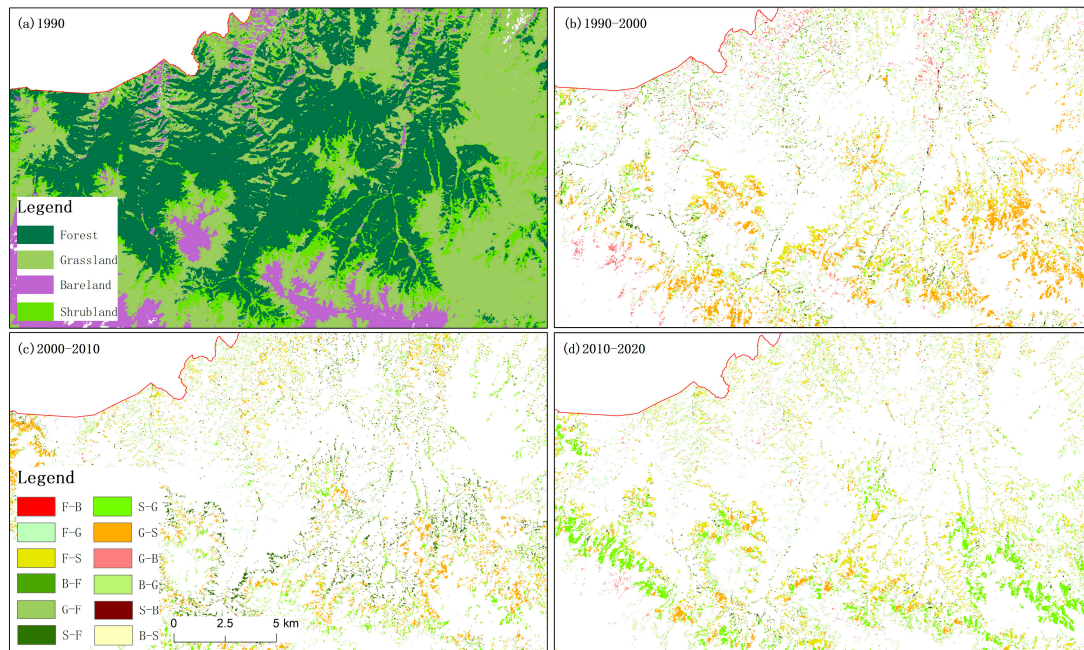 (a) 1990
Legend
Forest
Grassland
Bareland
Shrubland
(b) 1990-2000
(c) 2000-2010
Legend
F-B S-G
F-G G-S
F-S G-B
B-F B-G
G-F S-B
S-F B-S
0 2.5 5 km
(d) 2010-2020